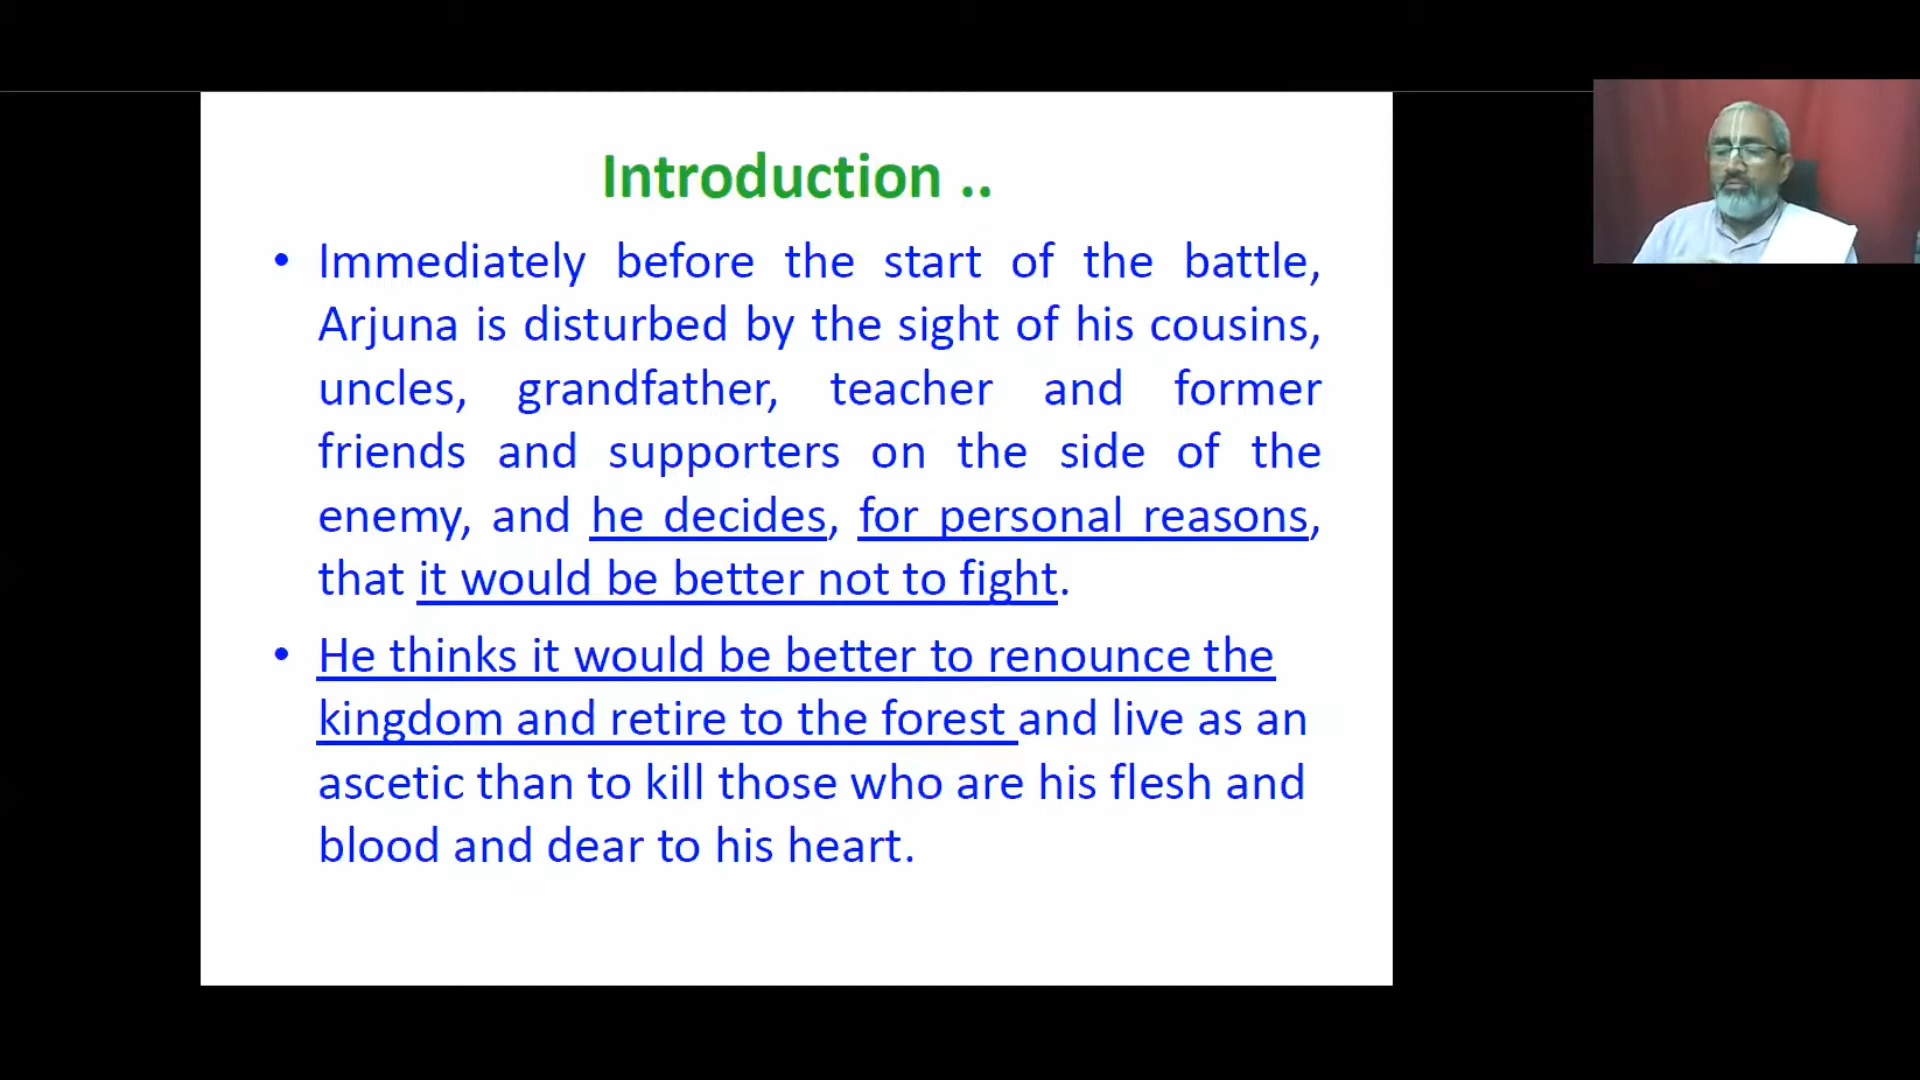 Introduction ..
• Immediately before the start of the battle,
Arjuna is disturbed by the sight of his cousins,
uncles, grandfather, teacher and former
friends and supporters on the side of the
enemy, and he decides, for personal reasons,
that it would be better not to fight.
• He thinks it would be better to renounce the
kingdom and retire to the forest and live as an
ascetic than to kill those who are his flesh and
blood and dear to his heart.